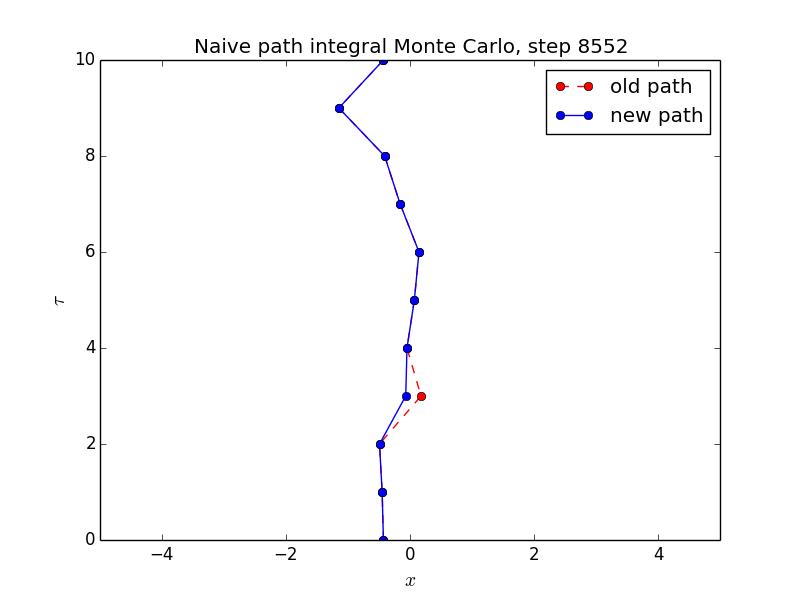 Naive path integral Monte Carlo, step 8552
old path
new path
10
8
6
4
2
0
τ
−4
−2
0
2
4
x